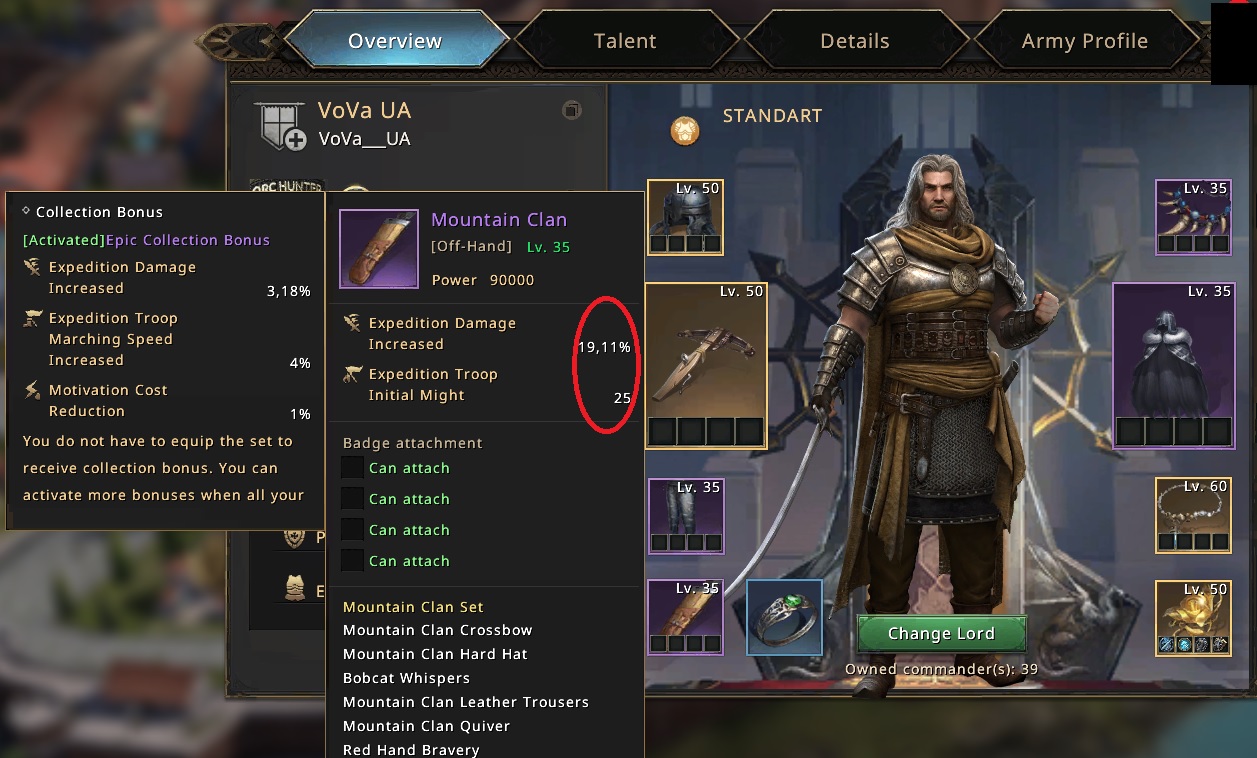 Overview
Talent
Details
Army Profile
VoVa UA
VoVa__UA
STANDART
ORC HUNTER
◇ Collection Bonus
[Activated]Epic Collection Bonus
Expedition Damage
Increased
3,18%
Expedition Troop
Marching Speed
Increased
4%
Motivation Cost
Reduction
1%
You do not have to equip the set to
receive collection bonus. You can
activate more bonuses when all your
P
E
Mountain Clan
[Off-Hand] Lv. 35
Power 90000
Expedition Damage
Increased
19,11%
Expedition Troop
Initial Might
25
Badge attachment
Can attach
Can attach
Can attach
Can attach
Mountain Clan Set
Mountain Clan Crossbow
Mountain Clan Hard Hat
Bobcat Whispers
Mountain Clan Leather Trousers
Mountain Clan Quiver
Red Hand Bravery
Lv. 50
Lv. 50
Lv. 35
Lv. 35
Lv. 35
Lv. 35
Lv. 60
Lv. 50
Change Lord
Owned commander(s): 39